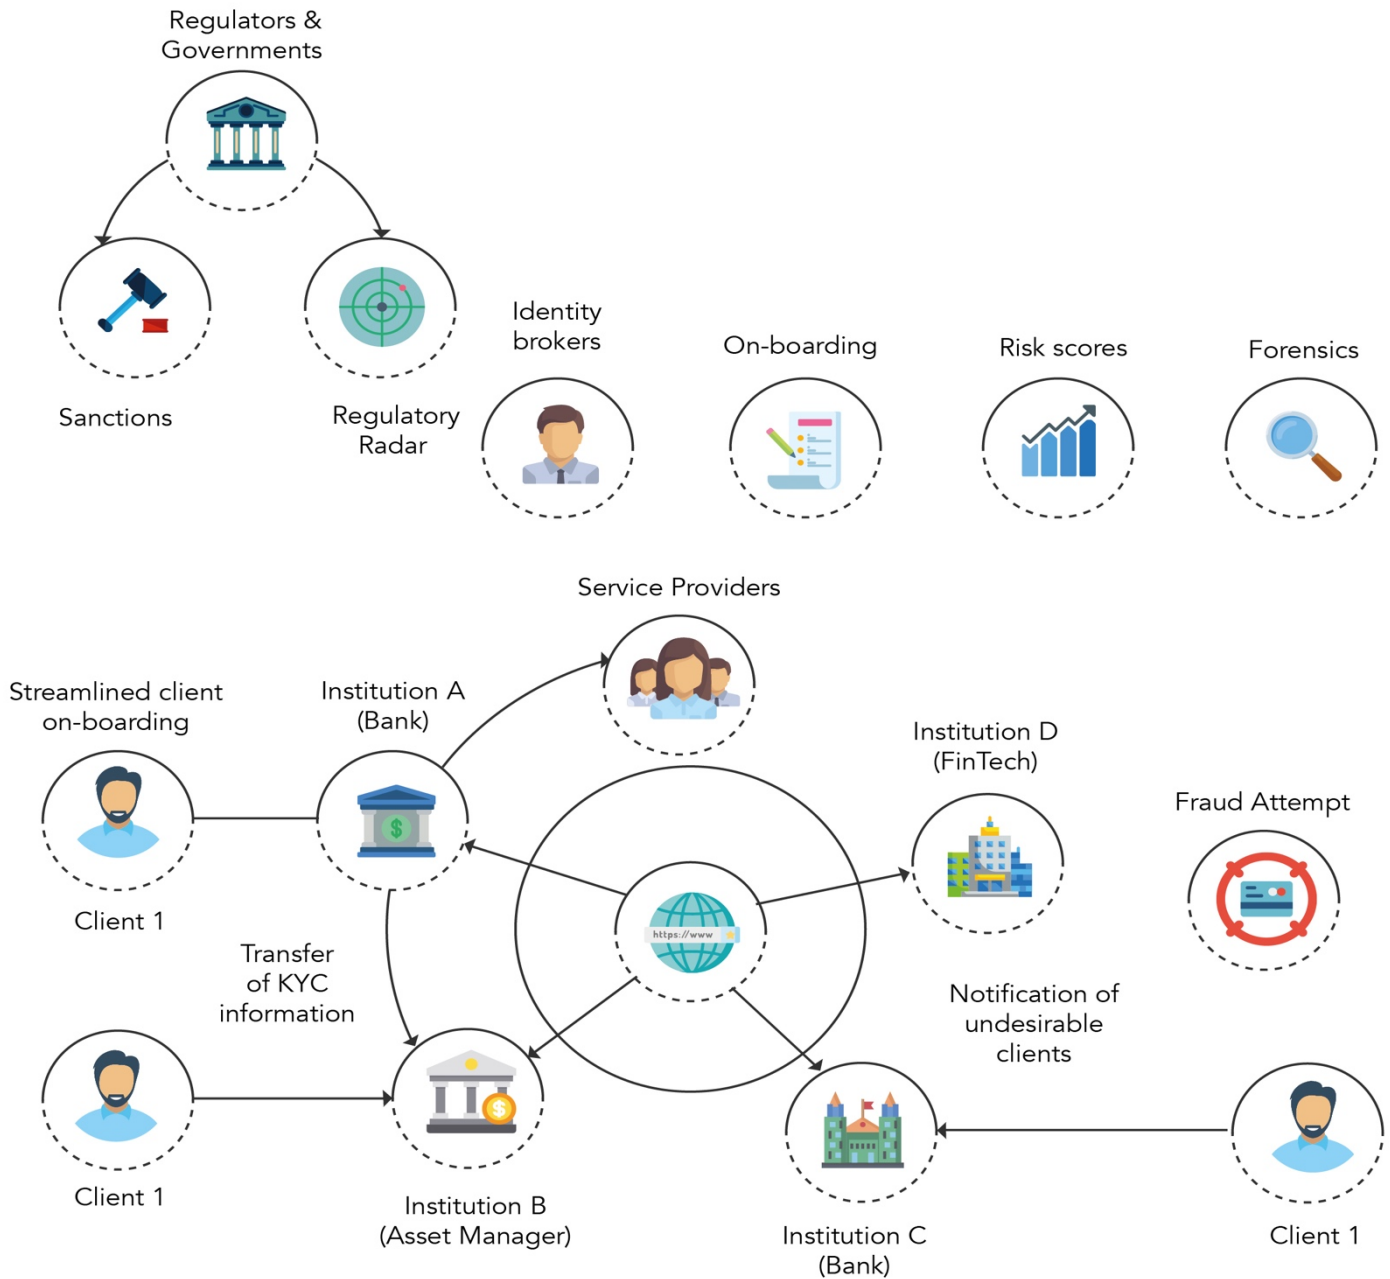 Regulators &
Governments
Sanctions
Regulatory
Radar
Identity
brokers
On-boarding
Risk scores
Forensics
Service Providers
Streamlined client
on-boarding
Institution A
(Bank)
Institution D
(FinTech)
Fraud Attempt
Client 1
Transfer
of KYC
information
https://www
Notification of
undesirable
clients
Client 1
Institution B
(Asset Manager)
Institution C
(Bank)
Client 1